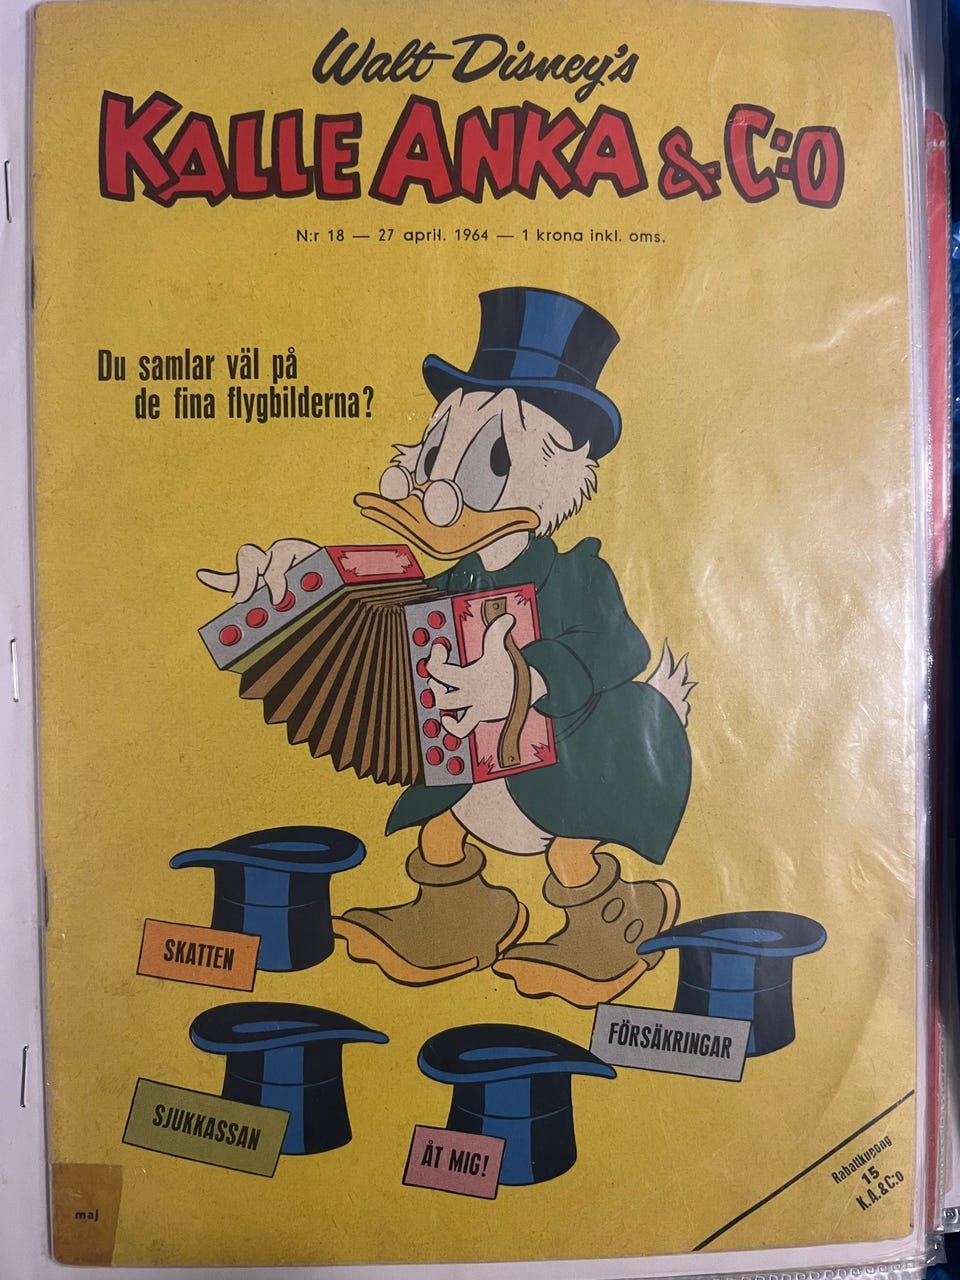 Walt Disney's
KALLE ANKA & C:O
N:r 18 — 27 april. 1964 — 1 krona inkl. oms.
Du samlar väl på
de fina flygbilderna?
SKATTEN
FÖRSÄKRINGAR
SJUKKASSAN
ÅT MIG!
Rabattkupong
15
K.A.&C:o
maj